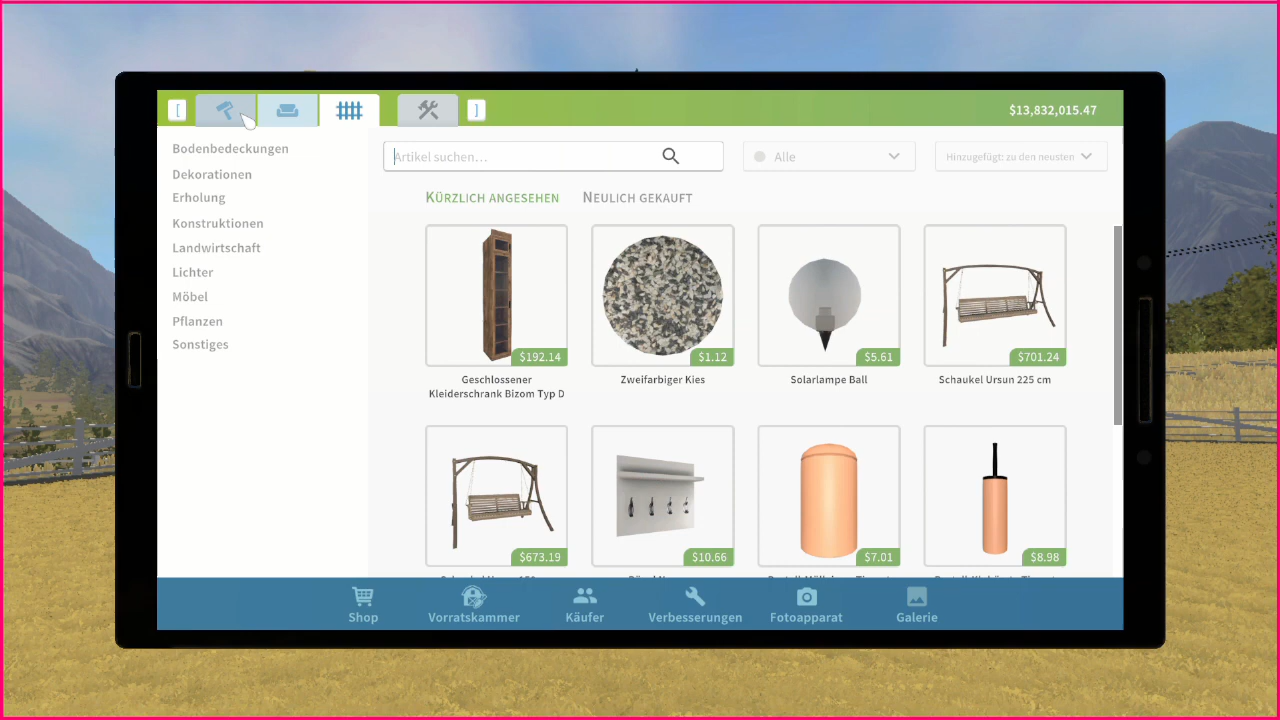 [
]
$13,832,015.47
Bodenbedeckungen
Dekorationen
Erholung
Konstruktionen
Landwirtschaft
Lichter
Möbel
Pflanzen
Sonstiges
Artikel suchen...
Alle
Hinzugefügt: zu den neusten
KÜRZLICH ANGESEHEN
NEULICH GEKAUFT
$192.14
Geschlossener
Kleiderschrank Bizom Typ D
$1.12
Zweifarbiger Kies
$5.61
Solarlampe Ball
$701.24
Schaukel Ursun 225 cm
$673.19
$10.66
$7.01
$8.98
Shop
Vorratskammer
Käufer
Verbesserungen
Fotoapparat
Galerie